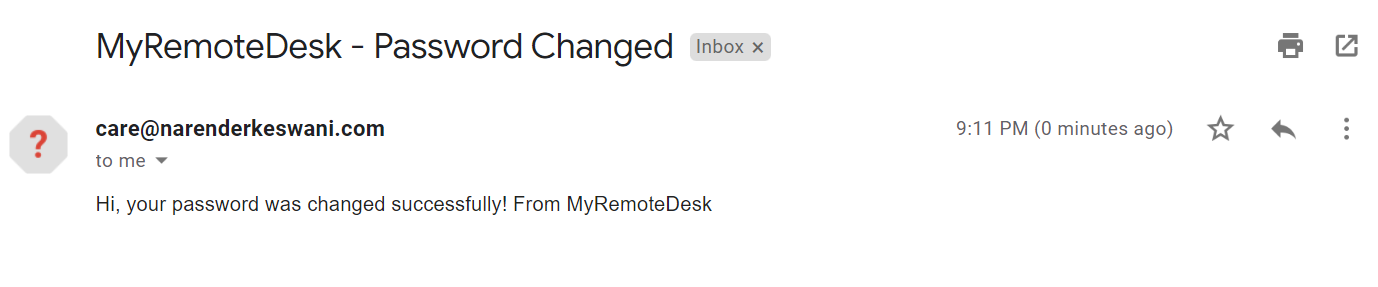 MyRemoteDesk - Password Changed Inbox ×
?
care@narenderkeswani.com 9:11 PM (0 minutes ago)
to me
Hi, your password was changed successfully! From MyRemoteDesk